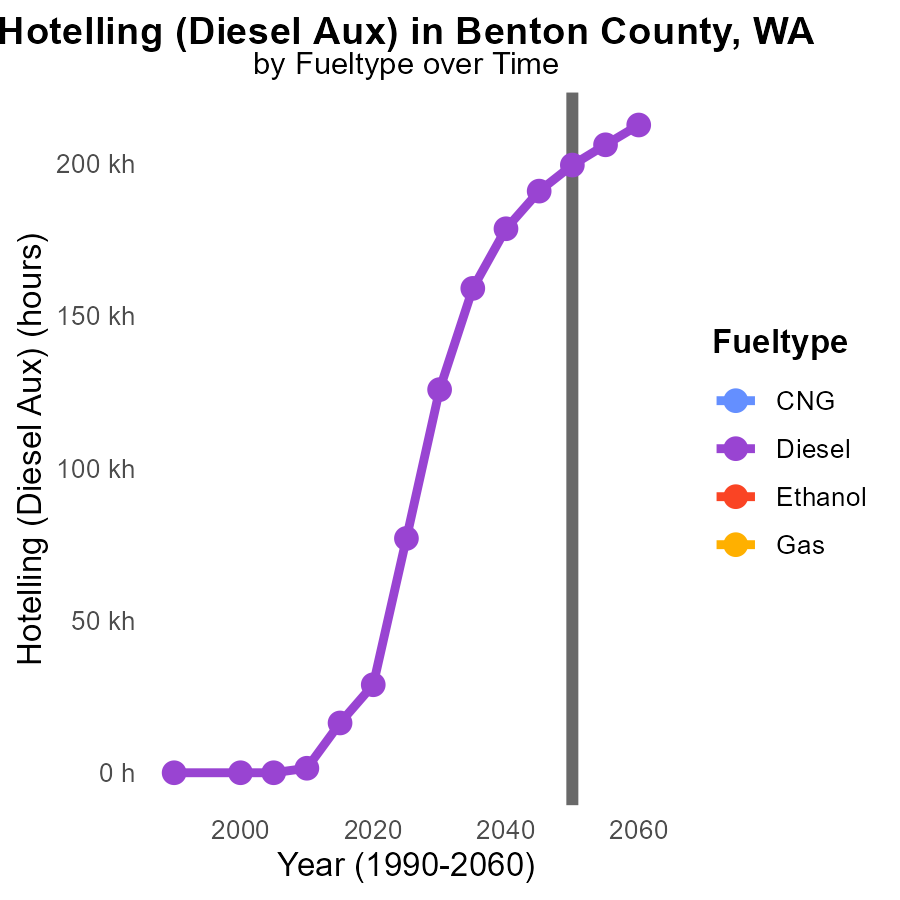 Hotelling (Diesel Aux) in Benton County, WA
by Fueltype over Time
Hotelling (Diesel Aux) (hours)
200 kh
150 kh
100 kh
50 kh
0 h
2000 2020 2040 2060
Year (1990-2060)
Fueltype
CNG
Diesel
Ethanol
Gas